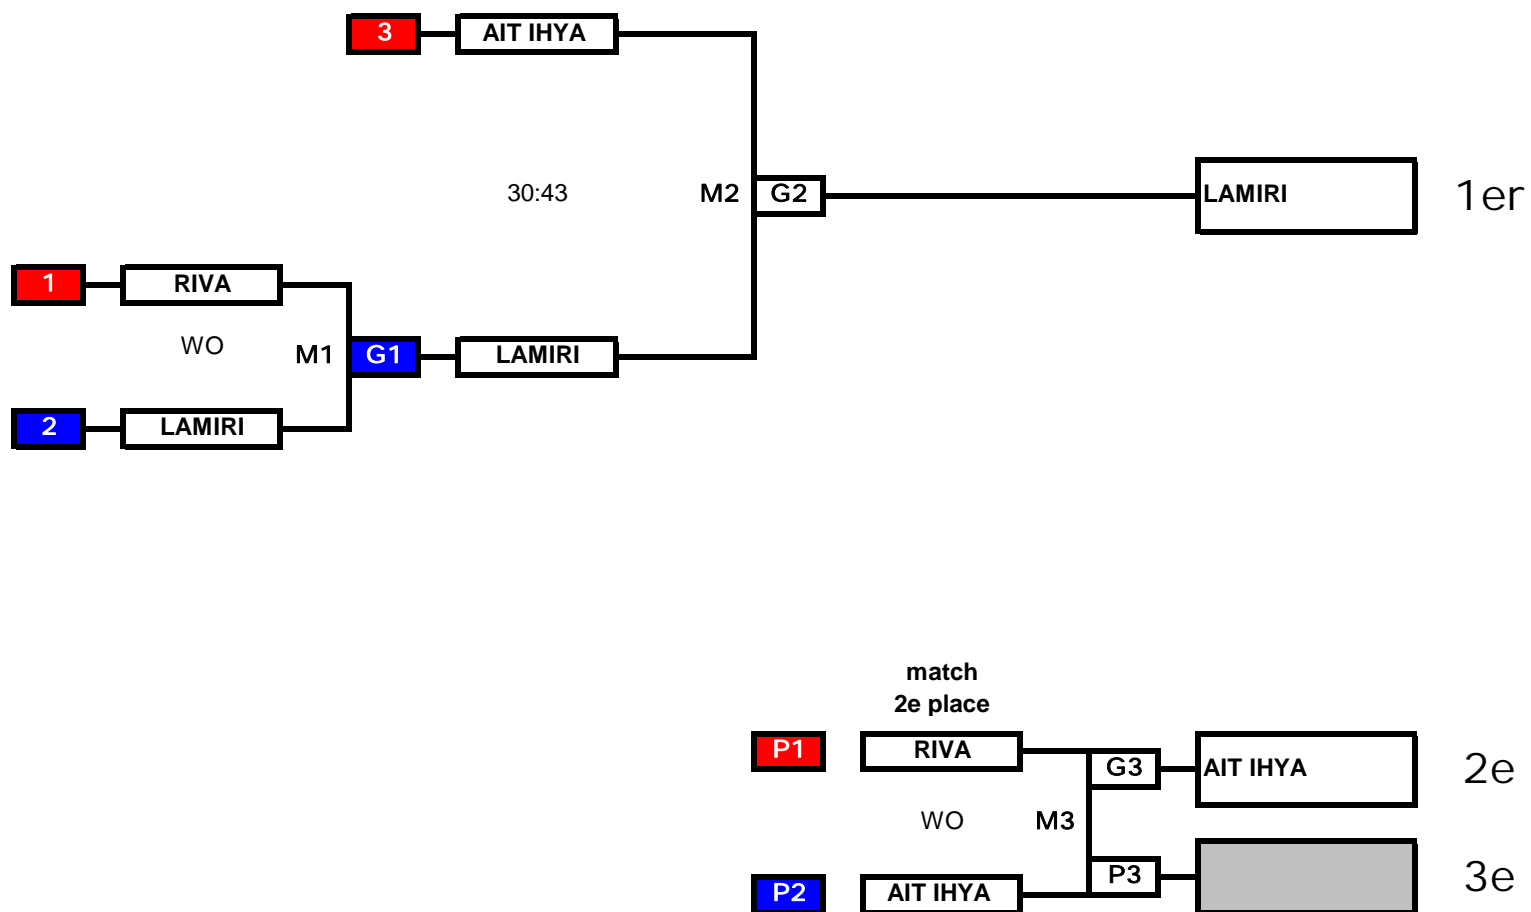 3 AIT IHYA
30:43 M2 G2 LAMIRI 1er
1 RIVA
WO M1 G1 LAMIRI
2 LAMIRI
match
2e place
P1 RIVA G3 AIT IHYA 2e
WO M3
P2 AIT IHYA P3 3e